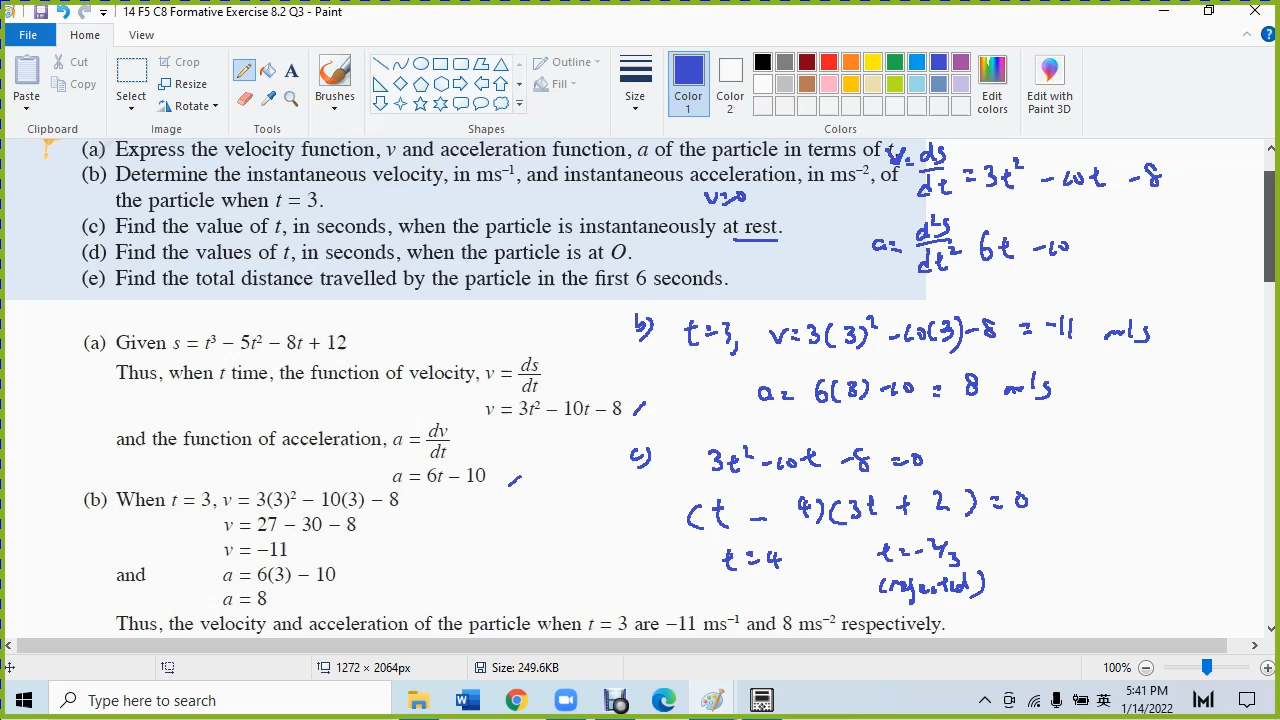 14 F5 C8 Formative Exercise 8.2 Q3 - Paint
File Home View
Paste Cut Copy Clipboard
Select Crop Resize Rotate Image
A Tools
Brushes
Outline Fill Shapes
Size
Color 1 Color 2 Colors
Edit colors
Edit with Paint 3D
(a) Express the velocity function, v and acceleration function, a of the particle in terms of t.
(b) Determine the instantaneous velocity, in ms⁻¹, and instantaneous acceleration, in ms⁻², of
the particle when t = 3.
v=0
(c) Find the value of t, in seconds, when the particle is instantaneously at rest.
(d) Find the values of t, in seconds, when the particle is at O.
(e) Find the total distance travelled by the particle in the first 6 seconds.
v= ds/dt = 3t² - 10t - 8
a= d²s/dt² 6t - 10
(a) Given s = t³ − 5t² − 8t + 12
Thus, when t time, the function of velocity, v = ds/dt
v = 3t² − 10t − 8
and the function of acceleration, a = dv/dt
a = 6t − 10
(b) When t = 3, v = 3(3)² − 10(3) − 8
v = 27 − 30 − 8
v = −11
and a = 6(3) − 10
a = 8
Thus, the velocity and acceleration of the particle when t = 3 are −11 ms⁻¹ and 8 ms⁻² respectively.
b) t=3, v= 3(3)² - 10(3) - 8 = -11 m/s
a= 6(3) - 10 = 8 m/s
c) 3t² - 10t - 8 = 0
(t - 4)(3t + 2) = 0
t = 4 t = -2/3
(rejected)
1272 × 2064px Size: 249.6KB 100%
Type here to search
英
5:41 PM
1/14/2022